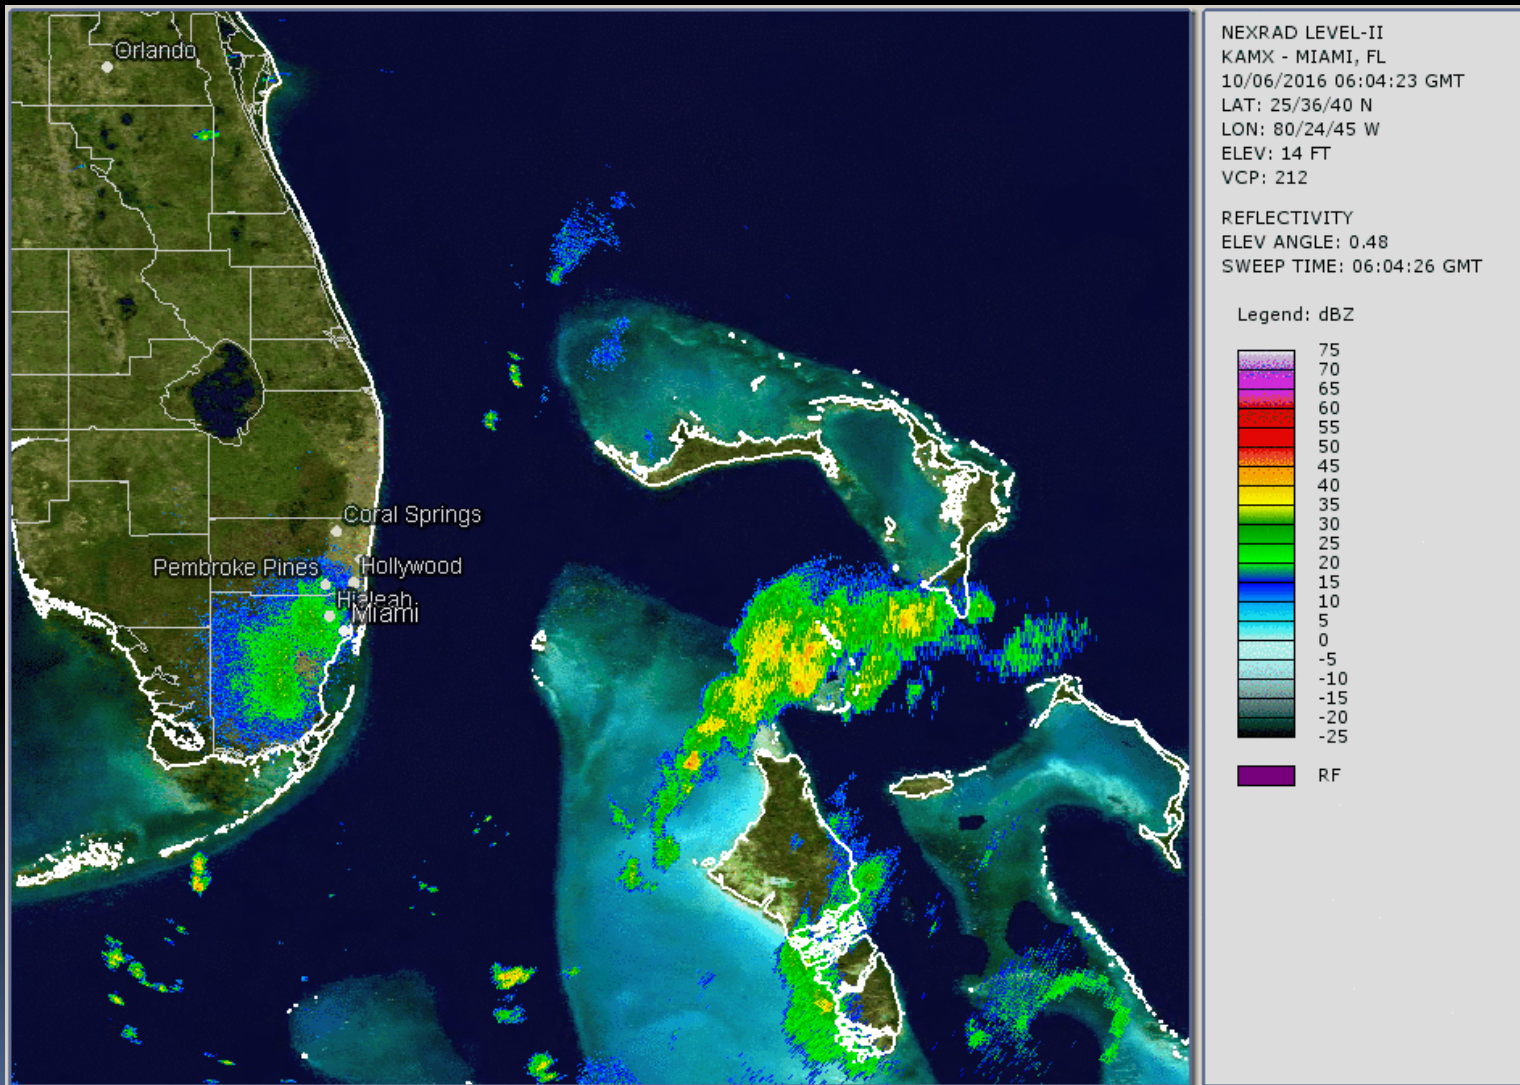 Orlando
Coral Springs
Pembroke Pines
Hollywood
Hialeah
Miami
NEXRAD LEVEL-II
KAMX - MIAMI, FL
10/06/2016 06:04:23 GMT
LAT: 25/36/40 N
LON: 80/24/45 W
ELEV: 14 FT
VCP: 212
REFLECTIVITY
ELEV ANGLE: 0.48
SWEEP TIME: 06:04:26 GMT
Legend: dBZ
75
70
65
60
55
50
45
40
35
30
25
20
15
10
5
0
-5
-10
-15
-20
-25
RF